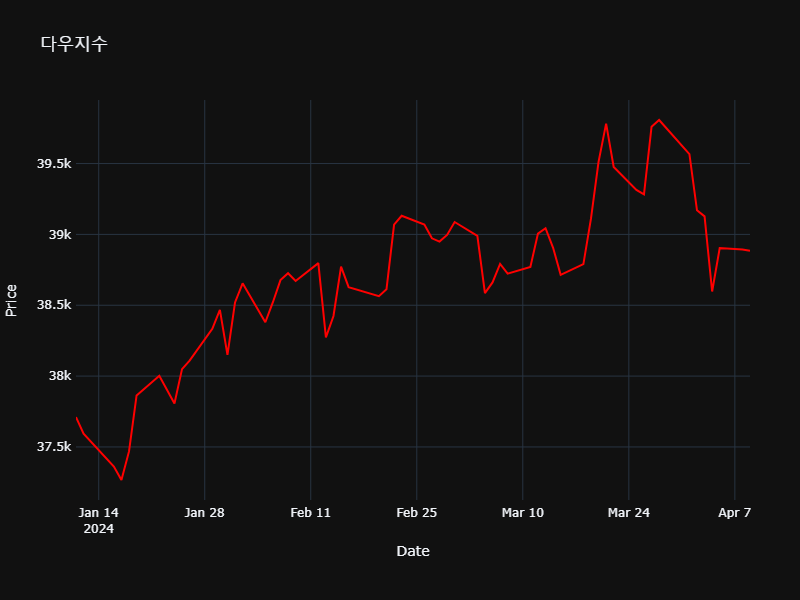 다우지수
39.5k
39k
38.5k
38k
37.5k
Price
Jan 14
2024
Jan 28
Feb 11
Feb 25
Mar 10
Mar 24
Apr 7
Date